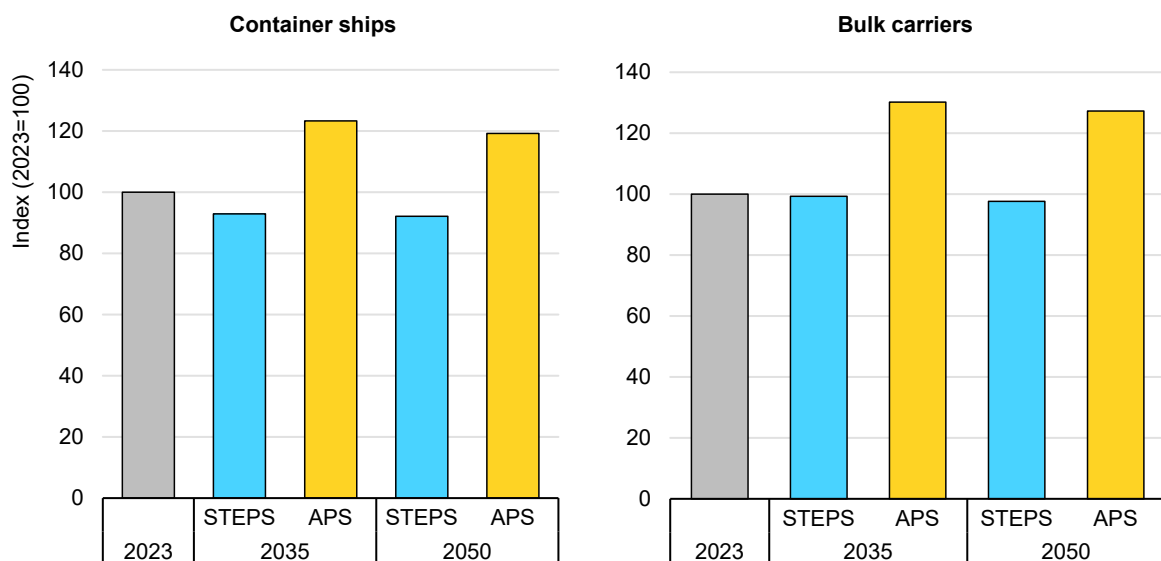 Container ships
Index (2023=100)
140
120
100
80
60
40
20
0
STEPS APS STEPS APS
2023 2035 2050
Bulk carriers
140
120
100
80
60
40
20
0
STEPS APS STEPS APS
2023 2035 2050